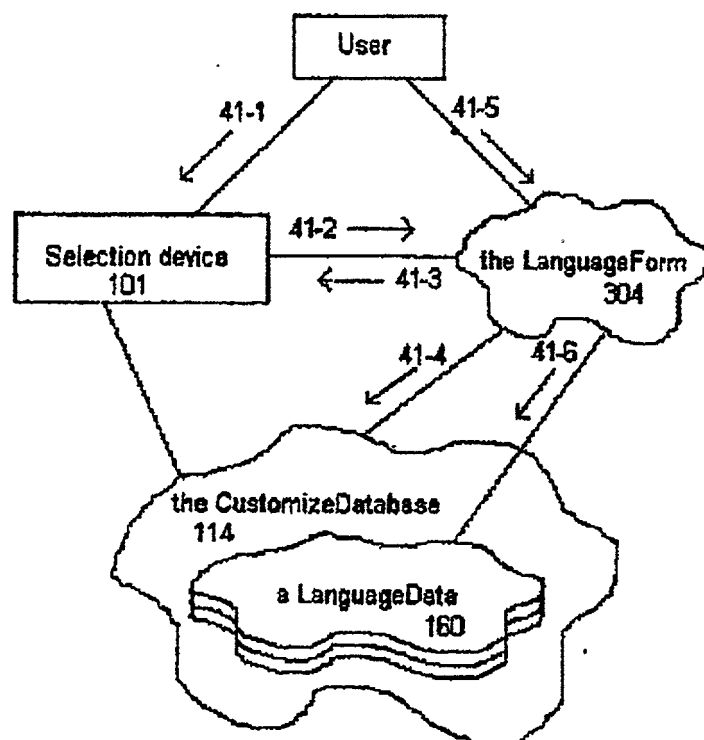 User
41-1
41-5
41-2
Selection device
101
the LanguageForm
304
41-3
41-4
41-6
the CustomizeDatabase
114
a LanguageData
160